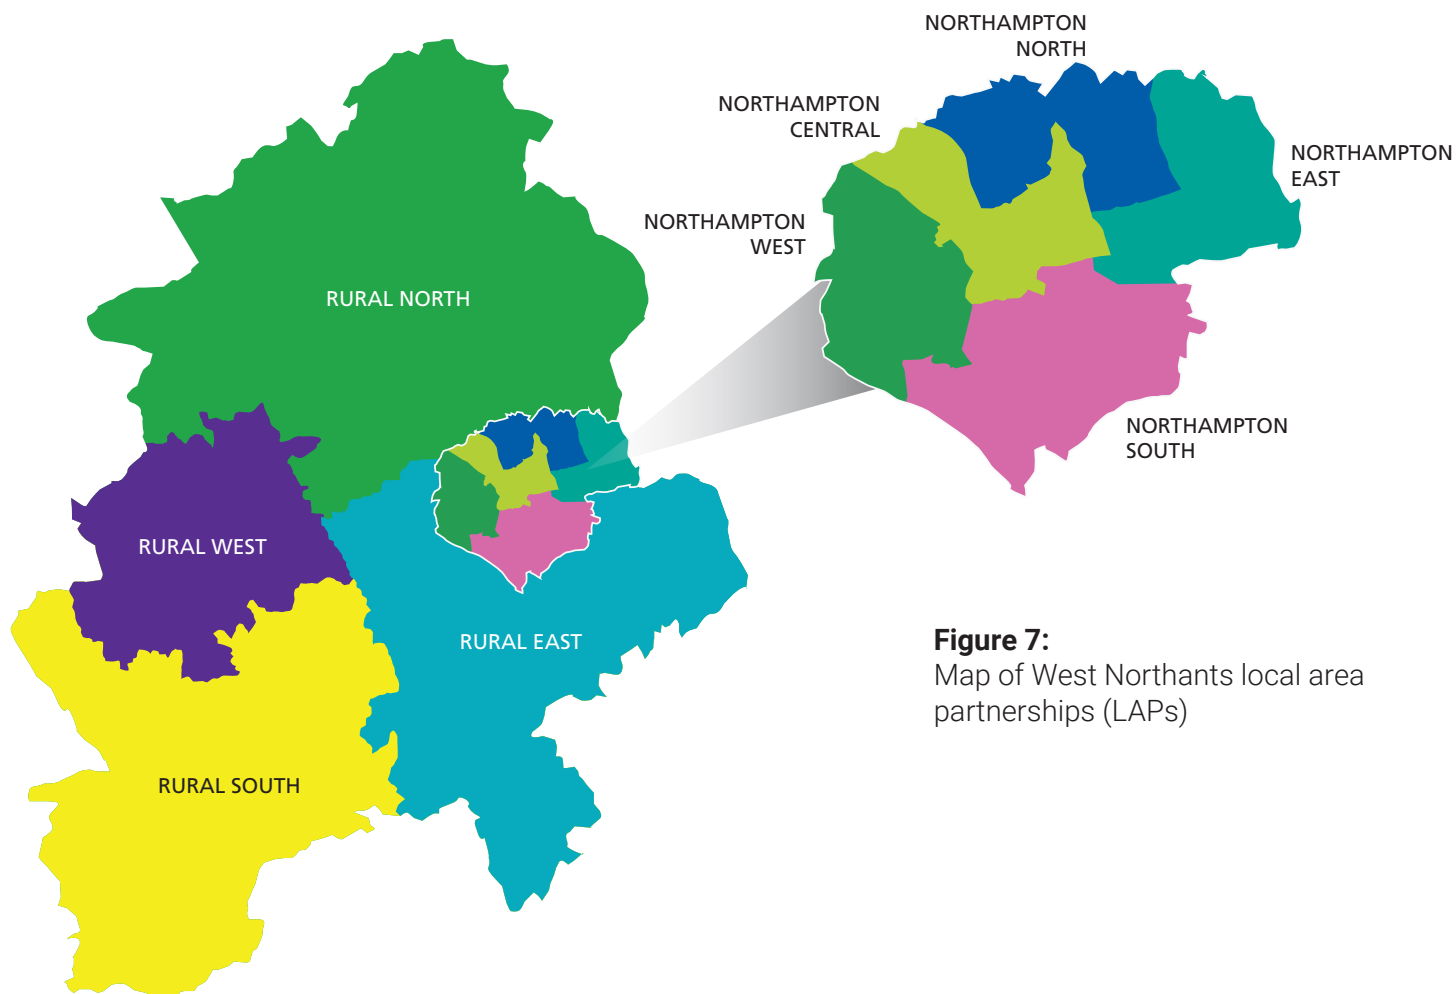 NORTHAMPTON
NORTH
NORTHAMPTON
CENTRAL
NORTHAMPTON
EAST
NORTHAMPTON
WEST
RURAL NORTH
NORTHAMPTON
SOUTH
RURAL WEST
RURAL EAST
RURAL SOUTH
Figure 7:
Map of West Northants local area
partnerships (LAPs)